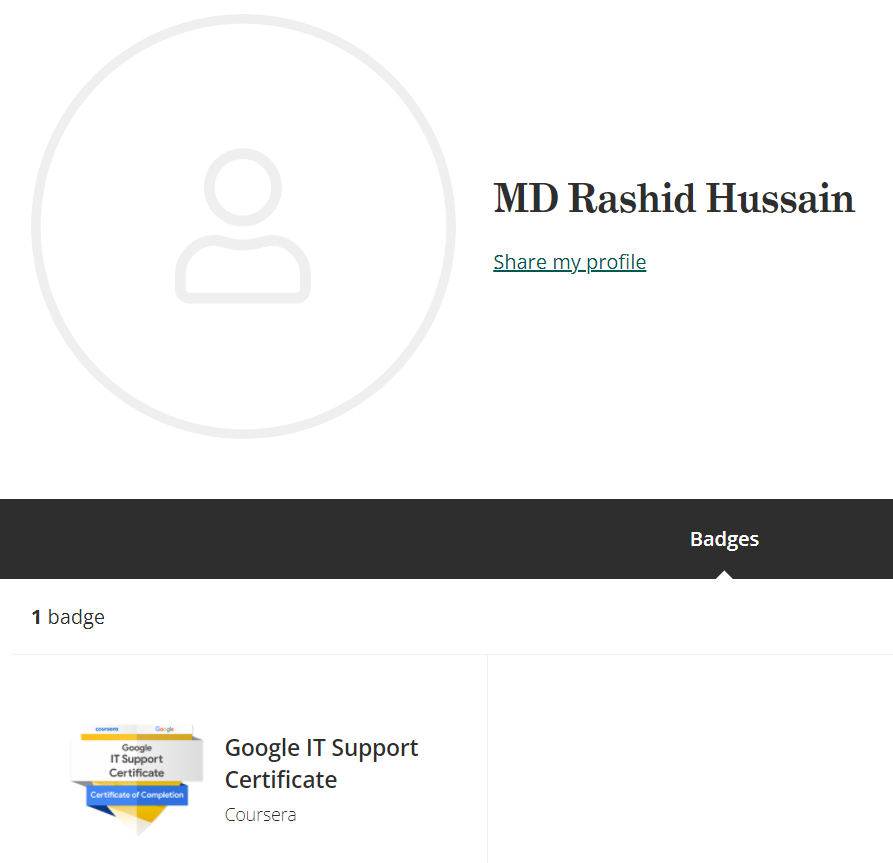 MD Rashid Hussain
Share my profile
Badges
1 badge
coursera Google
Google
IT Support
Certificate
Certificate of Completion
Google IT Support
Certificate
Coursera